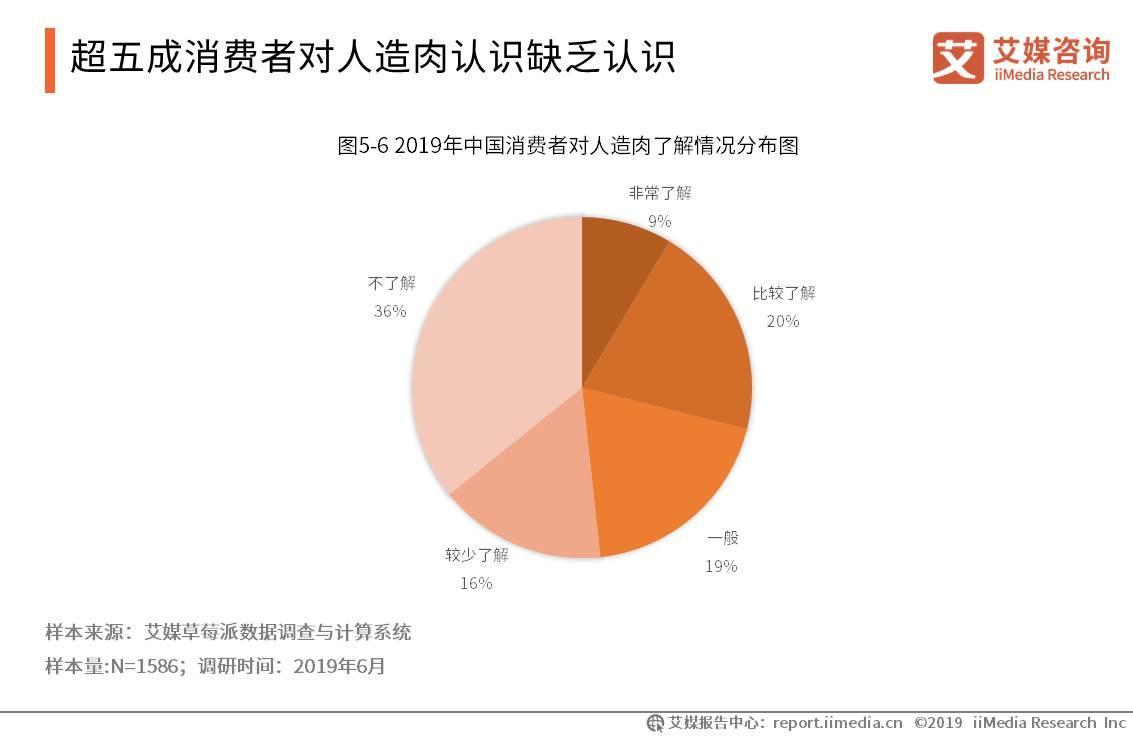 超五成消费者对人造肉认识缺乏认识
艾媒咨询
iiMedia Research
图5-6 2019年中国消费者对人造肉了解情况分布图
非常了解
9%
不了解
36%
比较了解
20%
一般
19%
较少了解
16%
样本来源：艾媒草莓派数据调查与计算系统
样本量:N=1586；调研时间：2019年6月
艾媒报告中心：report.iimedia.cn ©2019 iiMedia Research Inc